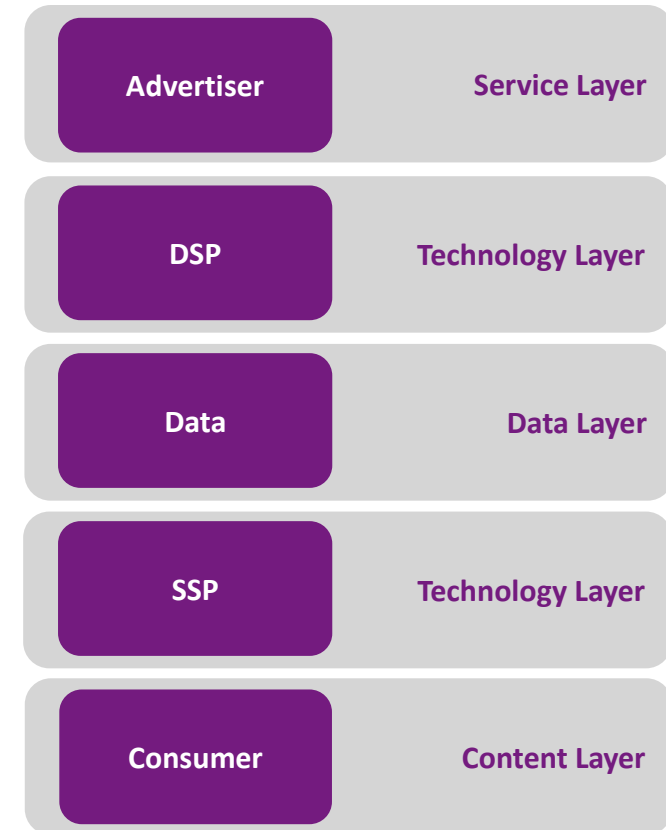 Advertiser Service Layer
DSP Technology Layer
Data Data Layer
SSP Technology Layer
Consumer Content Layer